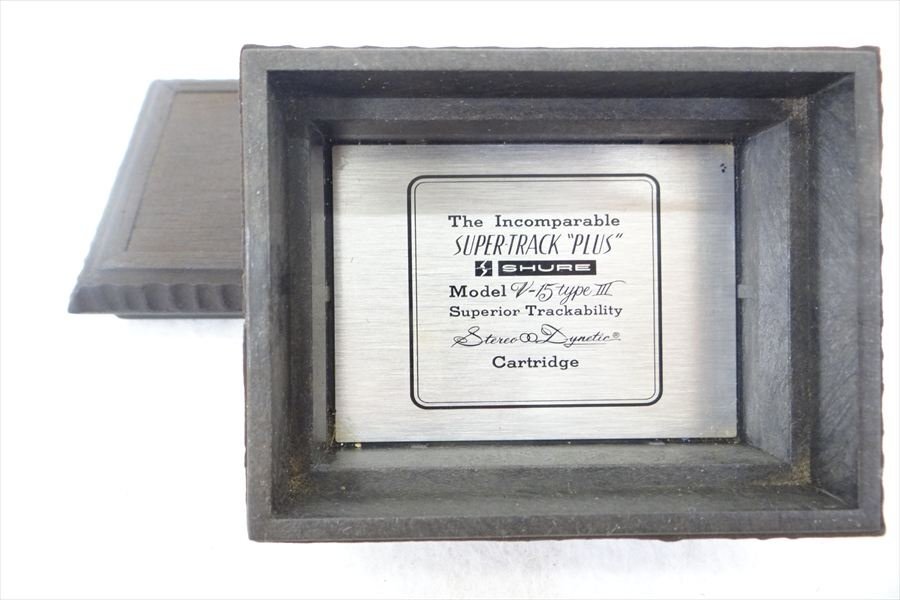 The Incomparable
SUPER-TRACK "PLUS"
SHURE
Model V-15 type III
Superior Trackability
Stereo Dynetic®
Cartridge